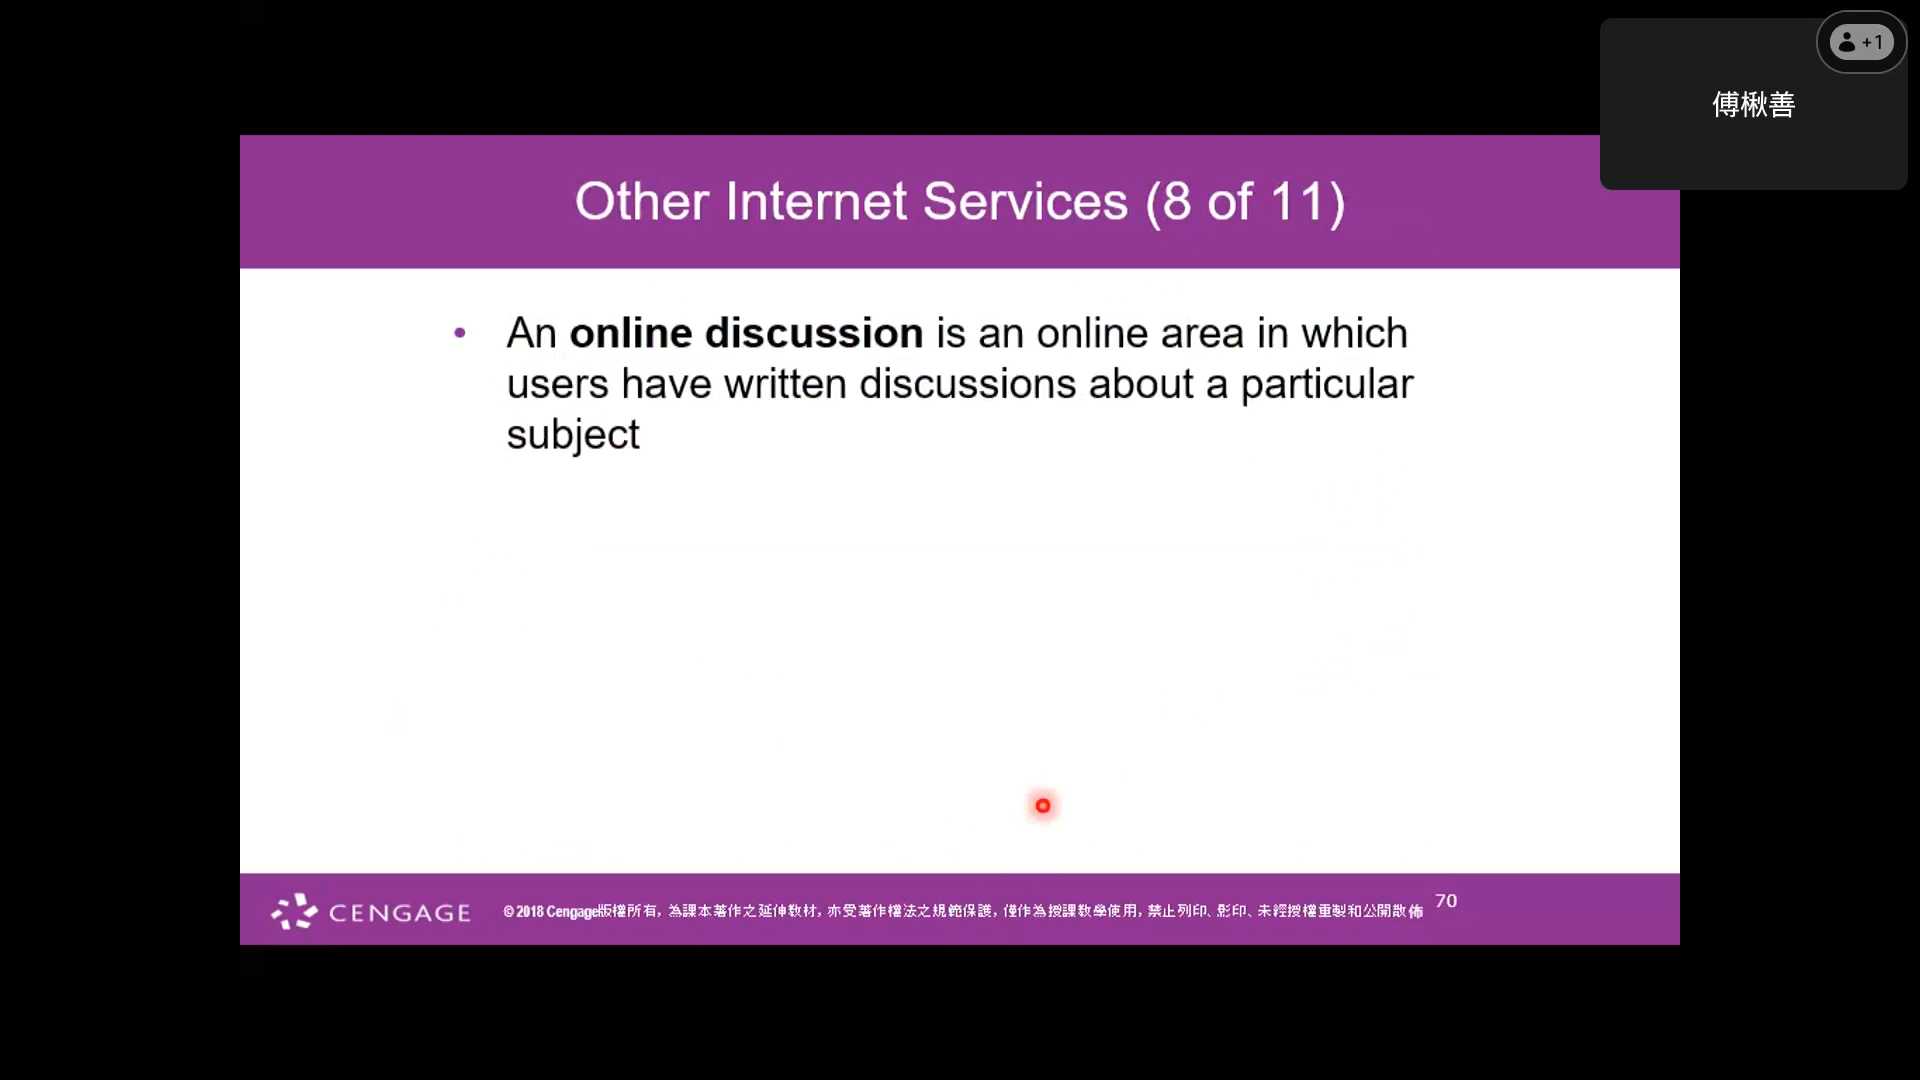 +1
傅楸善
Other Internet Services (8 of 11)
• An online discussion is an online area in which
users have written discussions about a particular
subject
CENGAGE
© 2018 Cengage版權所有, 為課本著作之延伸教材, 亦受著作權法之規範保護, 僅作為授課教學使用, 禁止列印、影印、未經授權重製和公開散佈
70